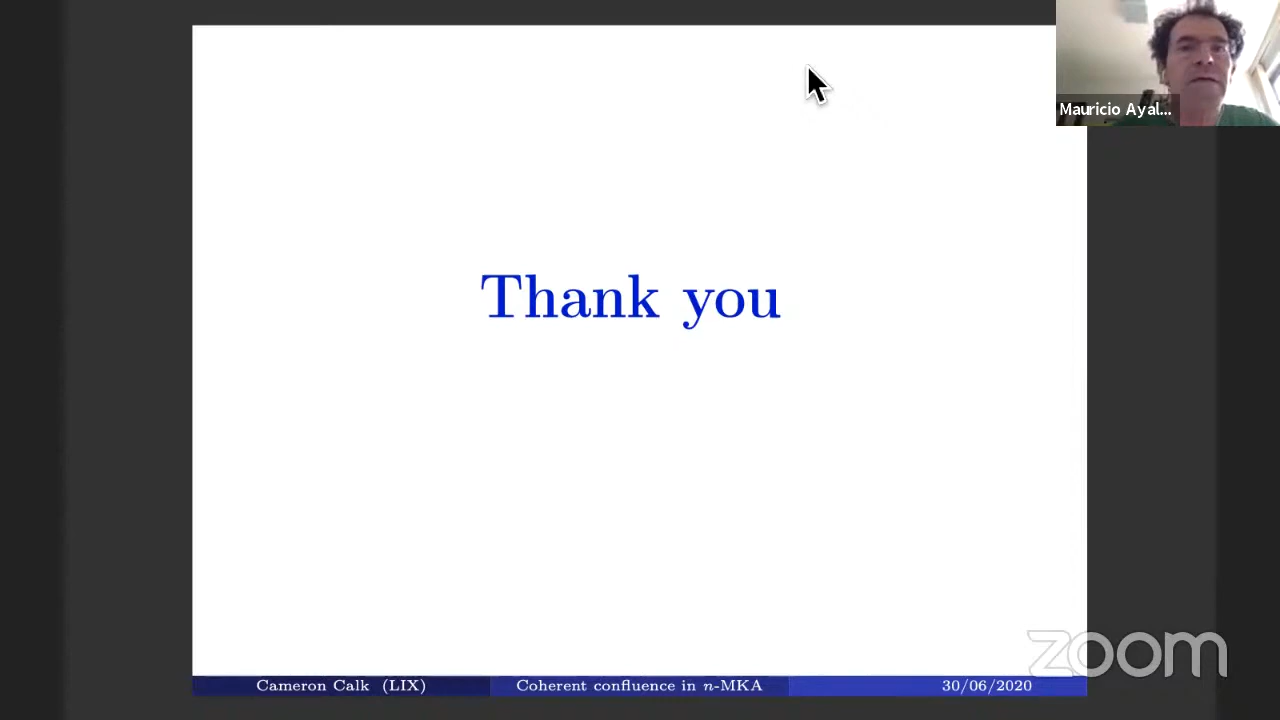 Mauricio Ayal...
Thank you
zoom
Cameron Calk (LIX) Coherent confluence in n-MKA 30/06/2020